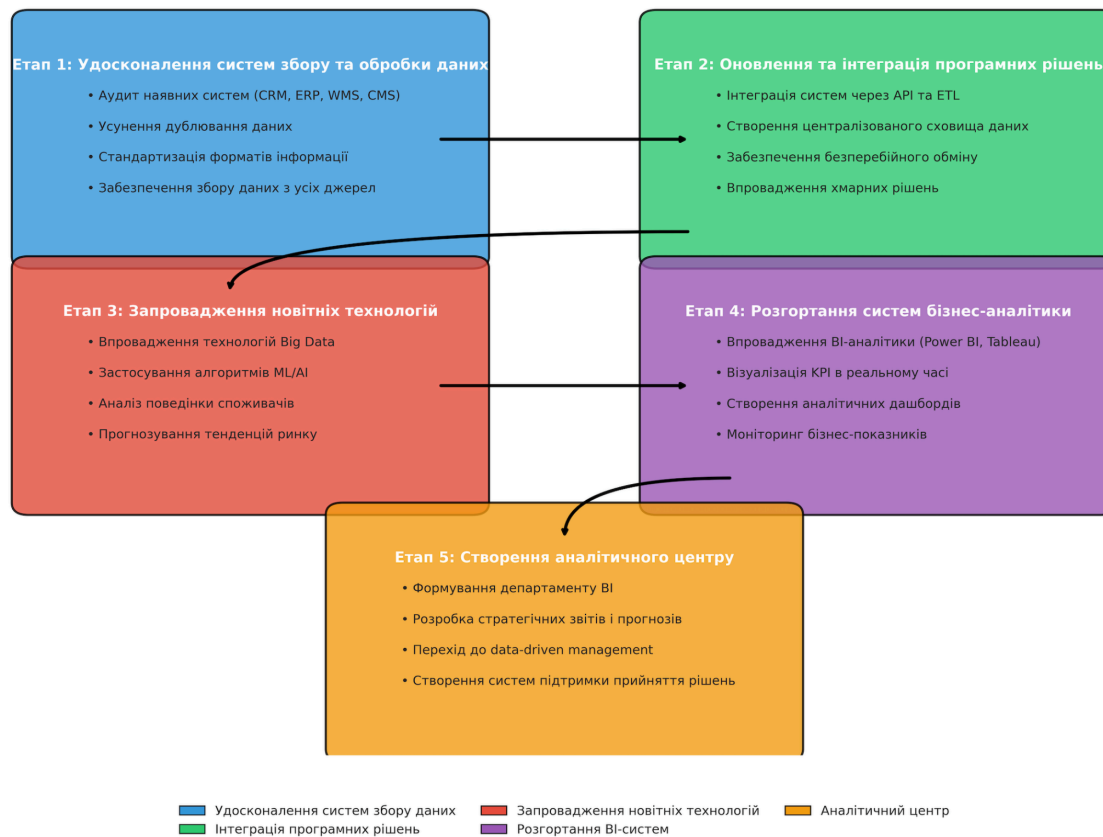 Етап 1: Удосконалення систем збору та обробки даних
• Аудит наявних систем (CRM, ERP, WMS, CMS)
• Усунення дублювання даних
• Стандартизація форматів інформації
• Забезпечення збору даних з усіх джерел
Етап 2: Оновлення та інтеграція програмних рішень
• Інтеграція систем через API та ETL
• Створення централізованого сховища даних
• Забезпечення безперебійного обміну
• Впровадження хмарних рішень
Етап 3: Запровадження новітніх технологій
• Впровадження технологій Big Data
• Застосування алгоритмів ML/AI
• Аналіз поведінки споживачів
• Прогнозування тенденцій ринку
Етап 4: Розгортання систем бізнес-аналітики
• Впровадження BI-аналітики (Power BI, Tableau)
• Візуалізація KPI в реальному часі
• Створення аналітичних дашбордів
• Моніторинг бізнес-показників
Етап 5: Створення аналітичного центру
• Формування департаменту BI
• Розробка стратегічних звітів і прогнозів
• Перехід до data-driven management
• Створення систем підтримки прийняття рішень
Удосконалення систем збору даних
Інтеграція програмних рішень
Запровадження новітніх технологій
Розгортання BI-систем
Аналітичний центр